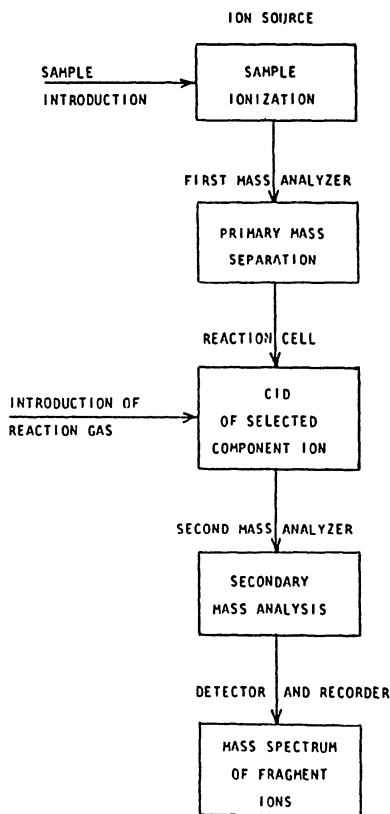 ION SOURCE
SAMPLE
INTRODUCTION
SAMPLE
IONIZATION
FIRST MASS ANALYZER
PRIMARY MASS
SEPARATION
REACTION CELL
INTRODUCTION OF
REACTION GAS
CID
OF SELECTED
COMPONENT ION
SECOND MASS ANALYZER
SECONDARY
MASS ANALYSIS
DETECTOR AND RECORDER
MASS SPECTRUM
OF FRAGMENT
IONS